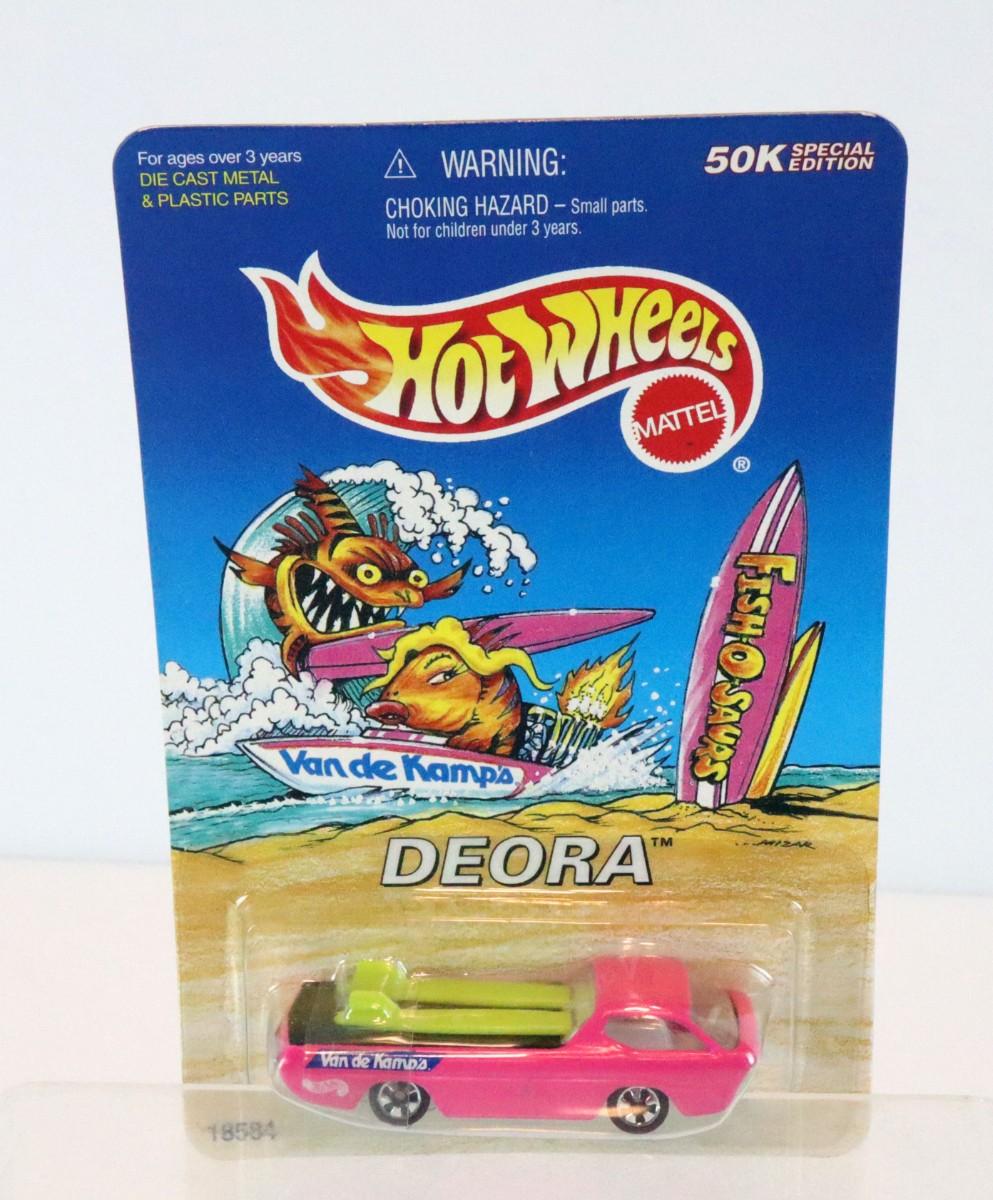 For ages over 3 years
DIE CAST METAL
& PLASTIC PARTS
WARNING:
CHOKING HAZARD – Small parts.
Not for children under 3 years.
50K SPECIAL
EDITION
HOT WHEELS
MATTEL
®
FISH-O-SAURS
Van de Kamp's
...MIZAR
DEORA™
Van de Kamp's
18584